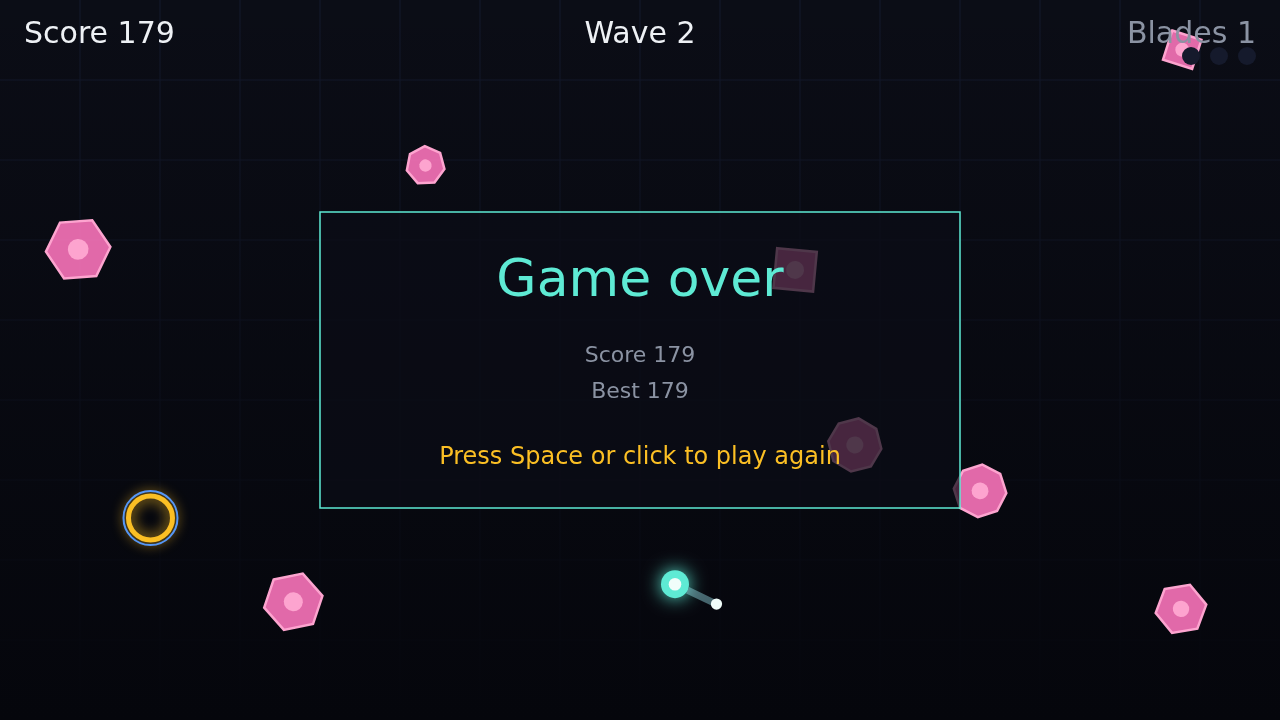 Score 179
Wave 2
Blades 1
Game over
Score 179
Best 179
Press Space or click to play again